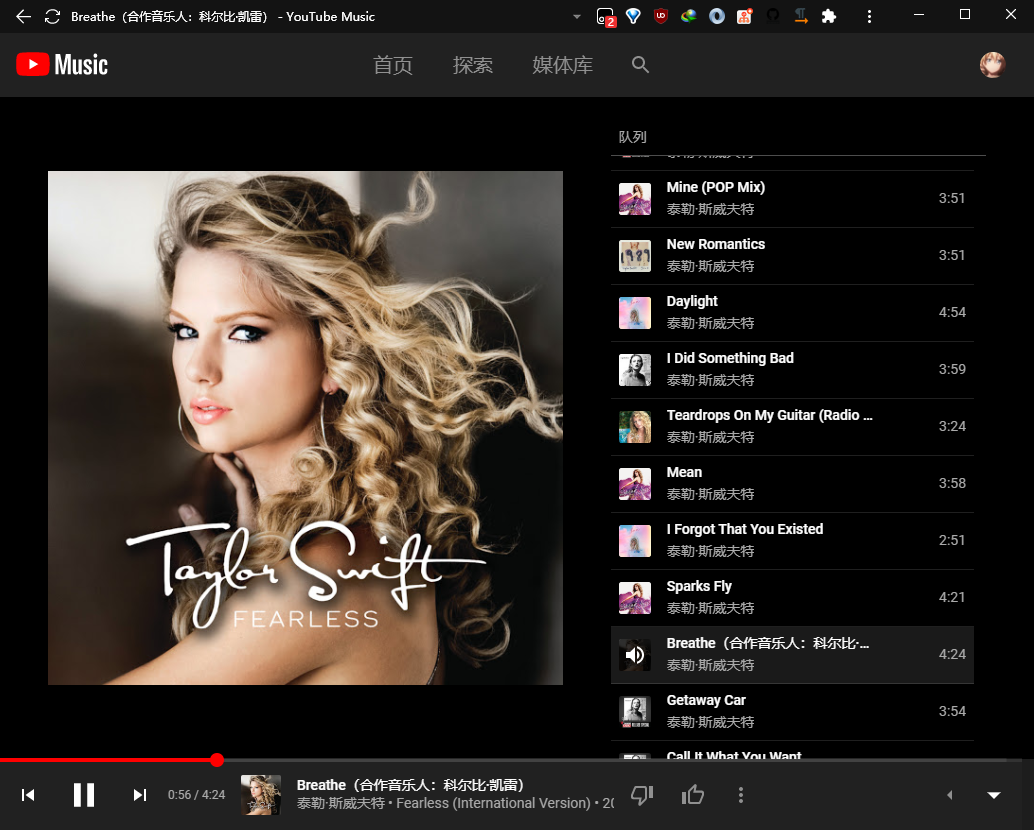 Breathe（合作音乐人：科尔比·凯雷） - YouTube Music
2
Music
首页
探索
媒体库
队列
泰勒·斯威夫特
Mine (POP Mix)
泰勒·斯威夫特
3:51
New Romantics
泰勒·斯威夫特
3:51
Daylight
泰勒·斯威夫特
4:54
I Did Something Bad
泰勒·斯威夫特
3:59
Teardrops On My Guitar (Radio ...
泰勒·斯威夫特
3:24
Mean
泰勒·斯威夫特
3:58
I Forgot That You Existed
泰勒·斯威夫特
2:51
Sparks Fly
泰勒·斯威夫特
4:21
Breathe（合作音乐人：科尔比·...
泰勒·斯威夫特
4:24
Getaway Car
泰勒·斯威夫特
3:54
Call It What You Want
Taylor Swift
FEARLESS
0:56 / 4:24
Breathe（合作音乐人：科尔比·凯雷）
泰勒·斯威夫特 • Fearless (International Version) • 20